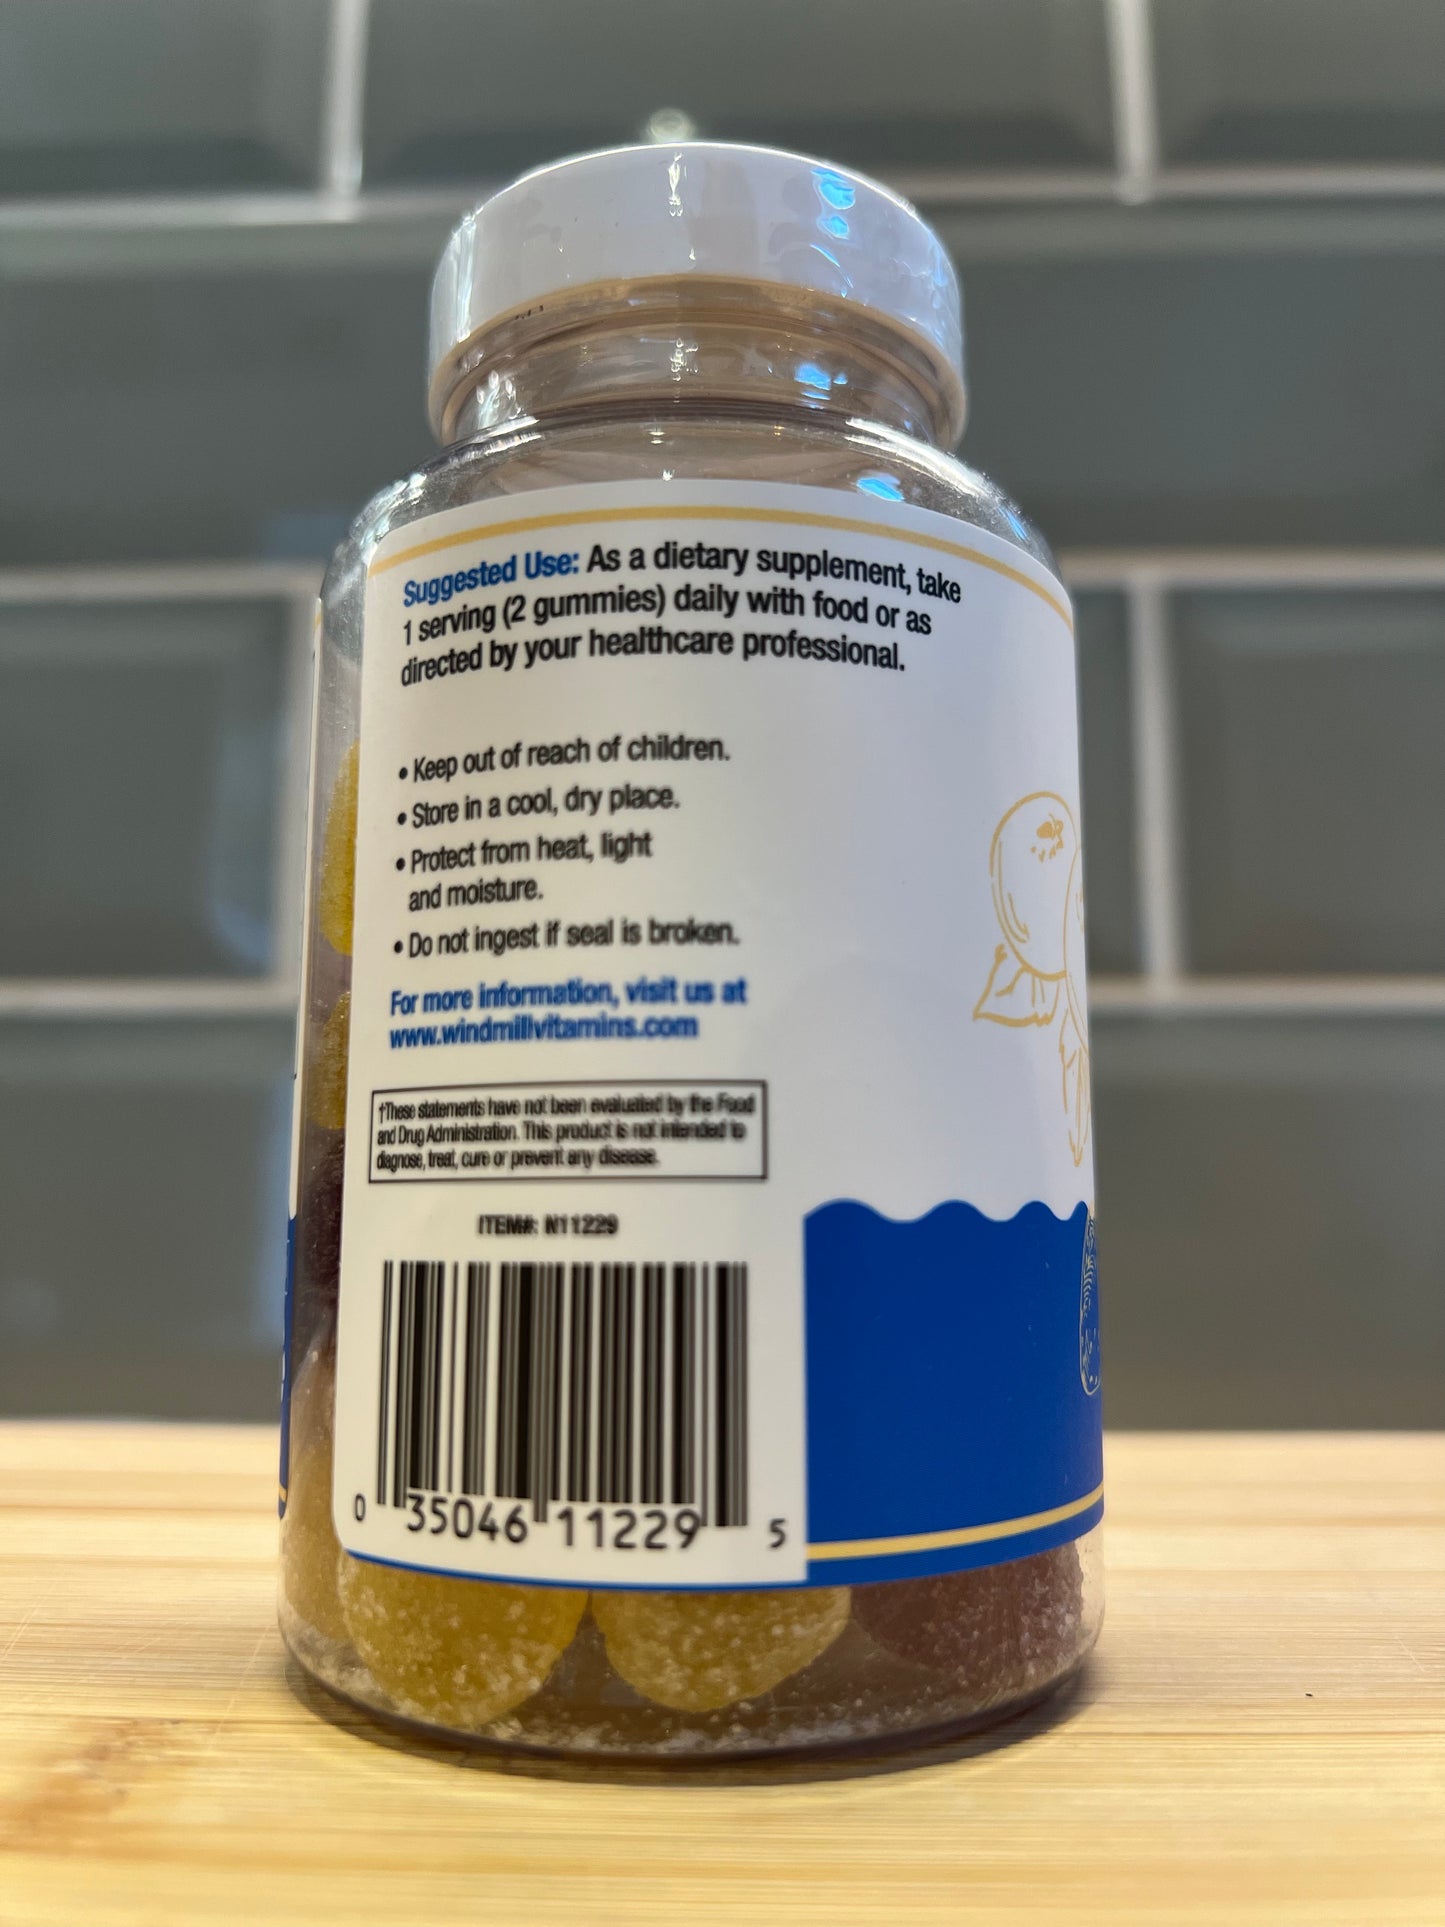 Suggested Use: As a dietary supplement, take
1 serving (2 gummies) daily with food or as
directed by your healthcare professional.
• Keep out of reach of children.
• Store in a cool, dry place.
• Protect from heat, light
and moisture.
• Do not ingest if seal is broken.
For more information, visit us at
www.windmillvitamins.com
†These statements have not been evaluated by the Food
and Drug Administration. This product is not intended to
diagnose, treat, cure or prevent any disease.
ITEM#: N11229
0 35046 11229 5